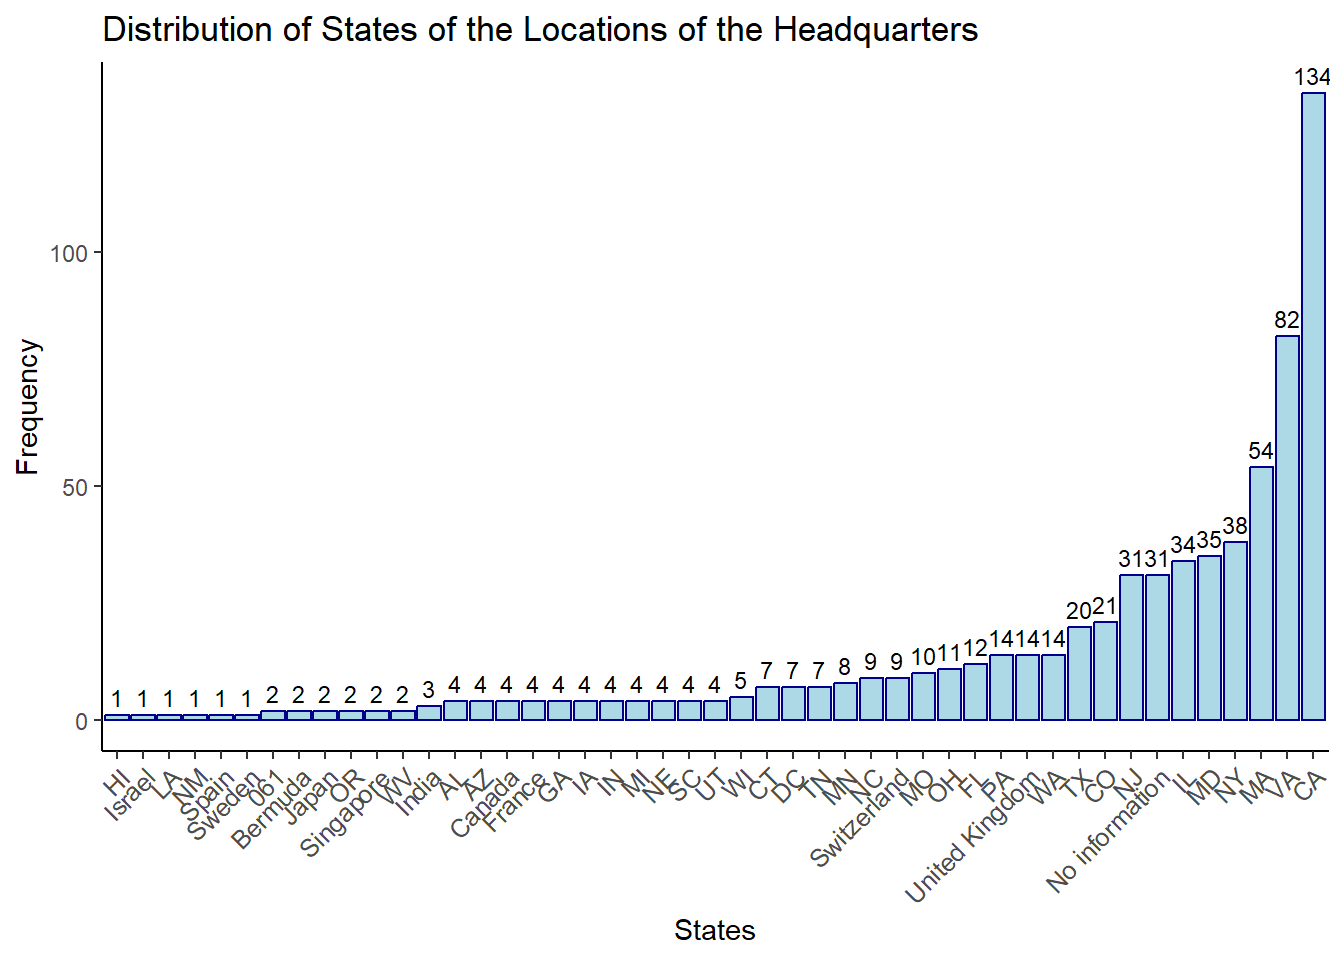 Distribution of States of the Locations of the Headquarters
Frequency
100
50
0
1 1 1 1 1 1 2 2 2 2 2 2 3 4 4 4 4 4 4 4 4 4 4 4 5 7 7 7 8 9 9 10 11 12 14 14 14 20 21 31 31 34 35 38 54 82 134
HI Israel LA NM Spain Sweden 061 Bermuda Japan OR Singapore WV India AL AZ Canada France GA IA IN MI NE SC UT WI CT DC TN MN NC Switzerland MO OH FL PA United Kingdom WA TX CO NJ No information IL MD NY MA VA CA
States